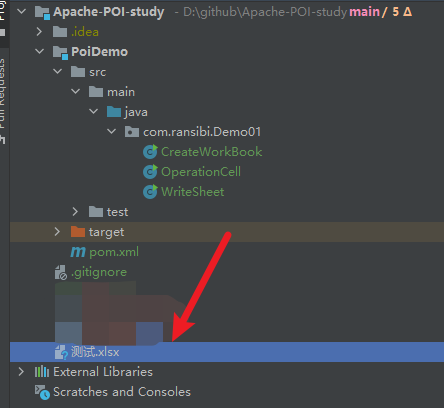 Apache-POI-study - D:\github\Apache-POI-study main / 5 Δ
.idea
PoiDemo
src
main
java
com.ransibi.Demo01
CreateWorkBook
OperationCell
WriteSheet
test
target
pom.xml
.gitignore
测试.xlsx
External Libraries
Scratches and Consoles
Pull Requests